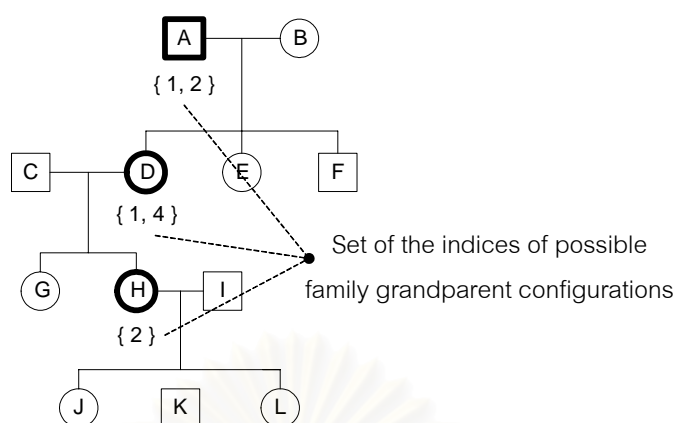 A B
{ 1, 2 }
C D E F
{ 1, 4 }
Set of the indices of possible
family grandparent configurations
G H I
{ 2 }
J K L